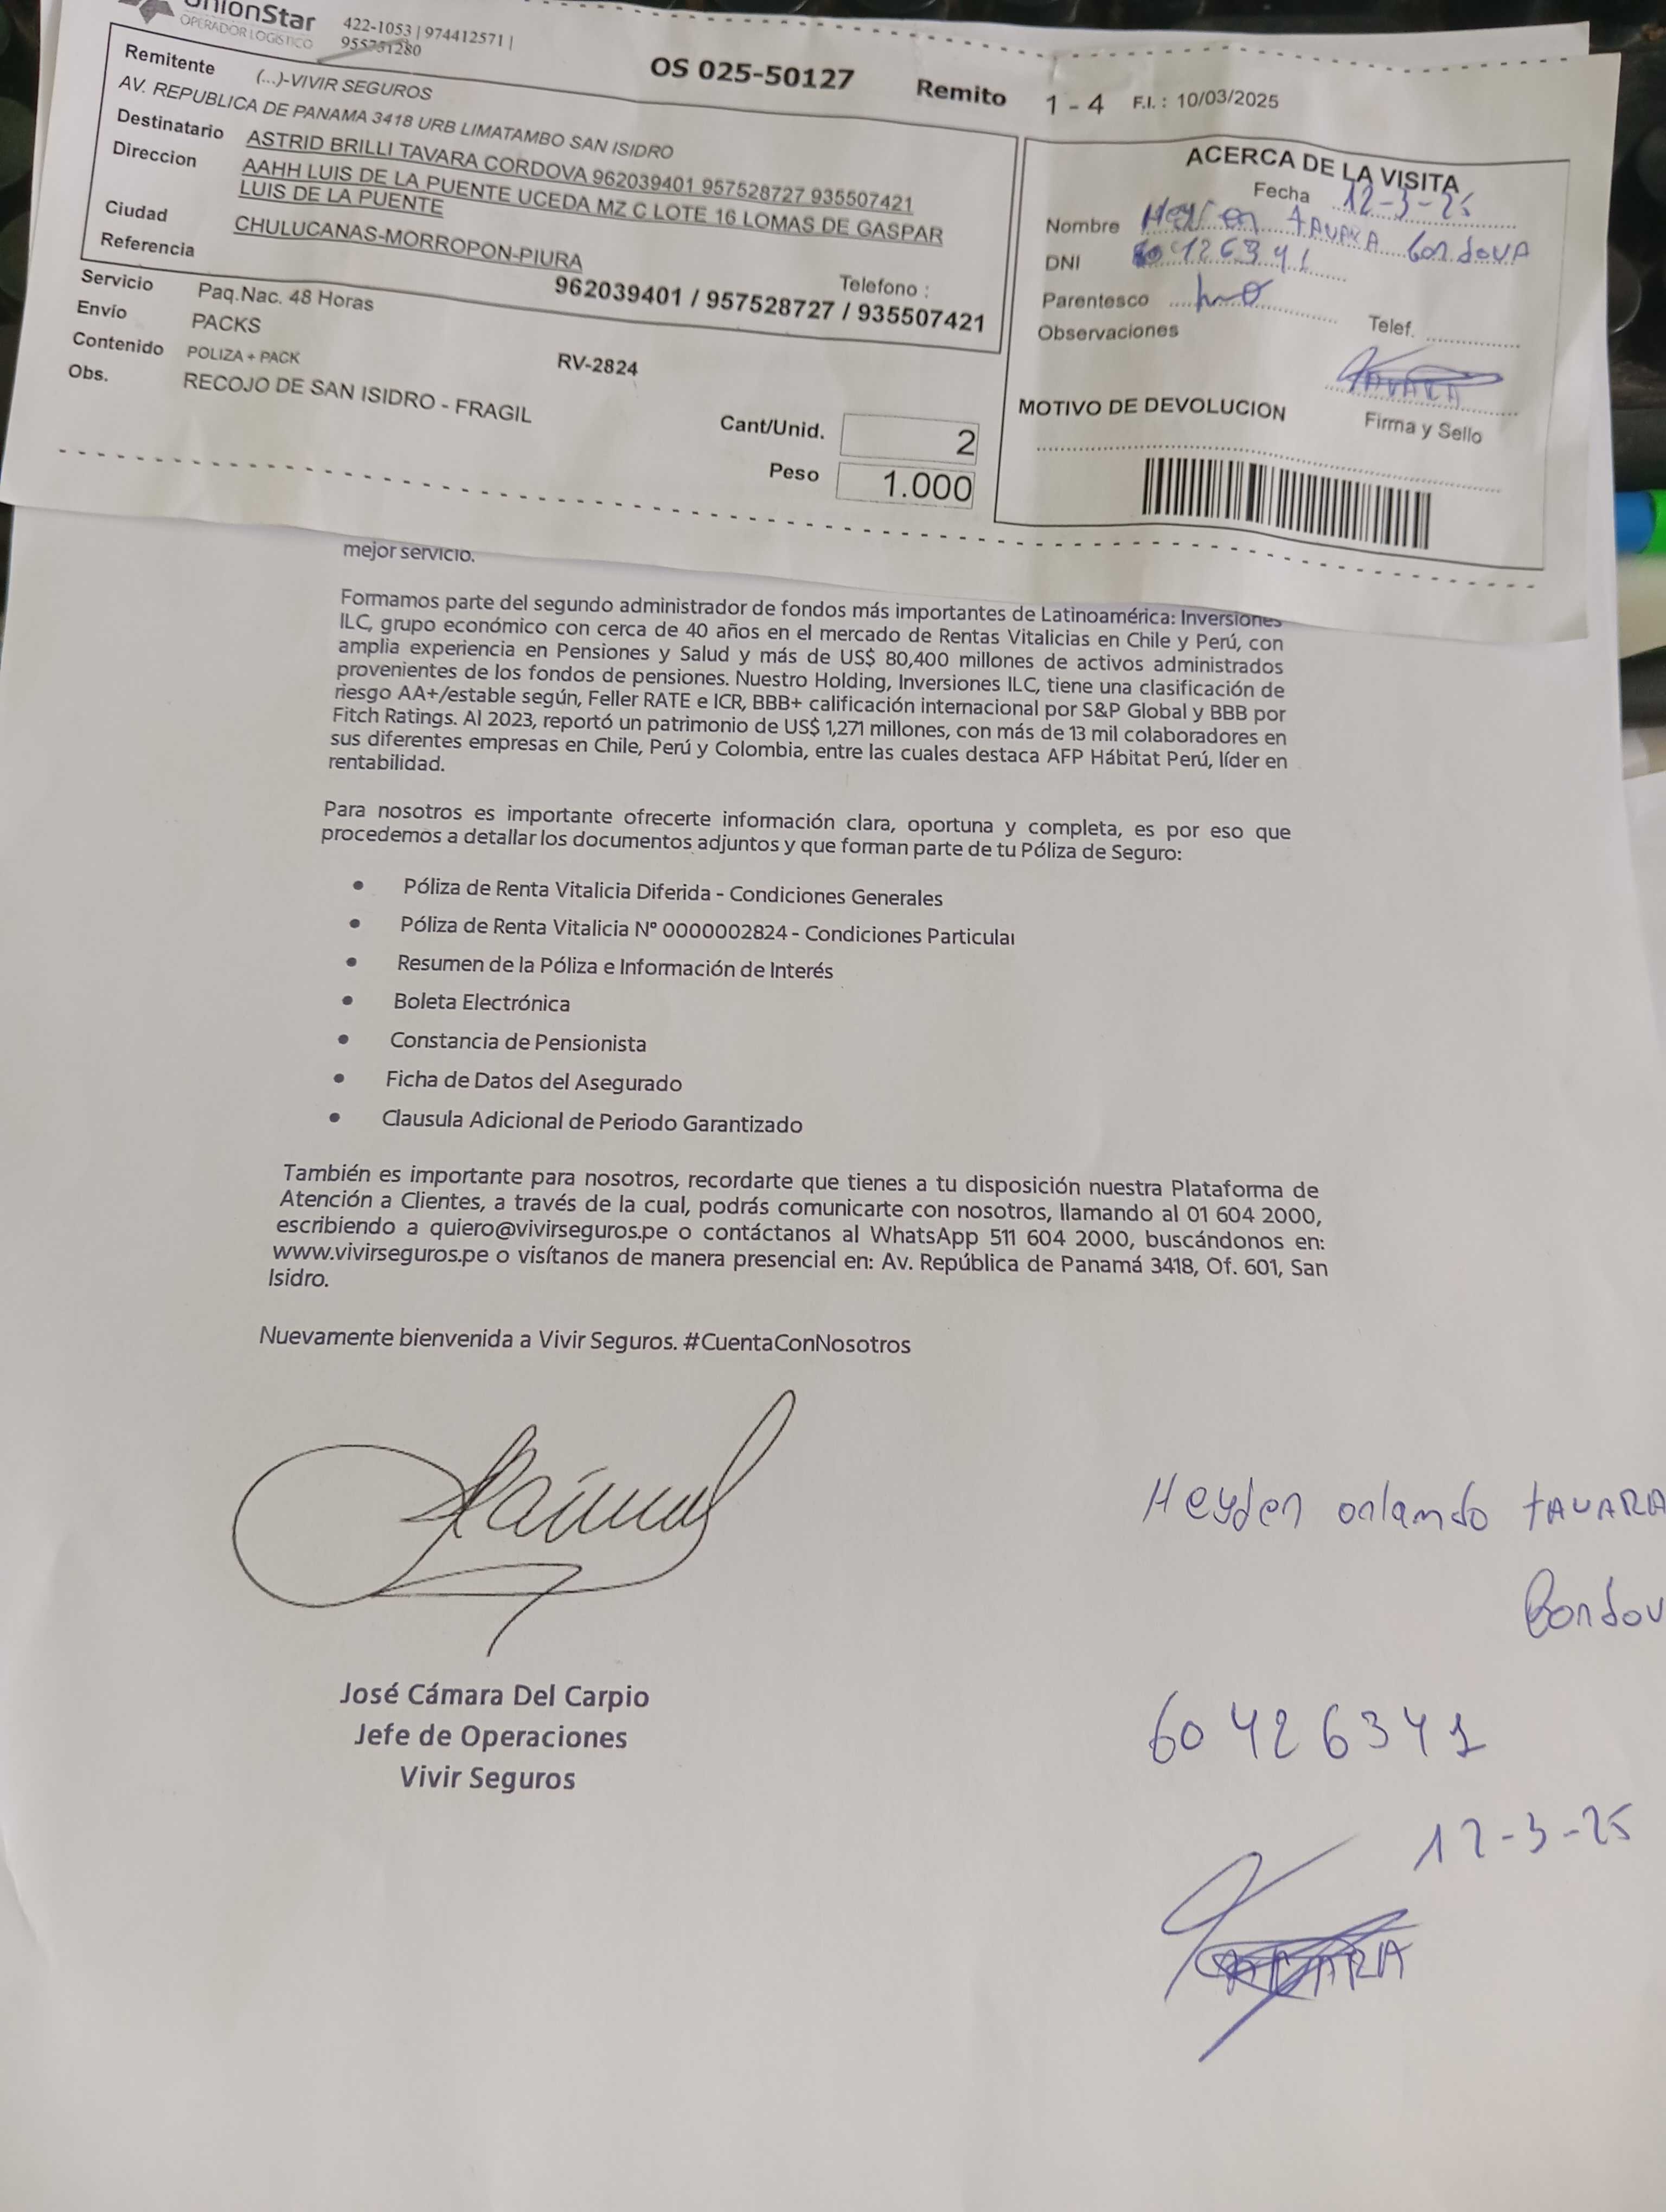 UnionStar
OPERADOR LOGISTICO
422-1053 | 974412571 |
955751280
OS 025-50127 Remito 1 - 4 F.I. : 10/03/2025
Remitente (...)-VIVIR SEGUROS
AV. REPUBLICA DE PANAMA 3418 URB LIMATAMBO SAN ISIDRO
Destinatario ASTRID BRILLI TAVARA CORDOVA 962039401 957528727 935507421
Direccion AAHH LUIS DE LA PUENTE UCEDA MZ C LOTE 16 LOMAS DE GASPAR
LUIS DE LA PUENTE
Ciudad CHULUCANAS-MORROPON-PIURA
Referencia
Telefono :
962039401 / 957528727 / 935507421
Servicio Paq.Nac. 48 Horas
Envío PACKS
Contenido POLIZA + PACK RV-2824
Obs. RECOJO DE SAN ISIDRO - FRAGIL
Cant/Unid. 2
Peso 1.000
ACERCA DE LA VISITA
Fecha 12-3-25
Nombre Heyden TAVARA CordovA
DNI
Parentesco hno
Observaciones Telef.
TAVARA
MOTIVO DE DEVOLUCION Firma y Sello
mejor servicio.
Formamos parte del segundo administrador de fondos más importantes de Latinoamérica: Inversiones
ILC, grupo económico con cerca de 40 años en el mercado de Rentas Vitalicias en Chile y Perú, con
amplia experiencia en Pensiones y Salud y más de US$ 80,400 millones de activos administrados
provenientes de los fondos de pensiones. Nuestro Holding, Inversiones ILC, tiene una clasificación de
riesgo AA+/estable según, Feller RATE e ICR, BBB+ calificación internacional por S&P Global y BBB por
Fitch Ratings. Al 2023, reportó un patrimonio de US$ 1,271 millones, con más de 13 mil colaboradores en
sus diferentes empresas en Chile, Perú y Colombia, entre las cuales destaca AFP Hábitat Perú, líder en
rentabilidad.
Para nosotros es importante ofrecerte información clara, oportuna y completa, es por eso que
procedemos a detallar los documentos adjuntos y que forman parte de tu Póliza de Seguro:
• Póliza de Renta Vitalicia Diferida - Condiciones Generales
• Póliza de Renta Vitalicia N° 0000002824 - Condiciones Particular
• Resumen de la Póliza e Información de Interés
• Boleta Electrónica
• Constancia de Pensionista
• Ficha de Datos del Asegurado
• Clausula Adicional de Periodo Garantizado
También es importante para nosotros, recordarte que tienes a tu disposición nuestra Plataforma de
Atención a Clientes, a través de la cual, podrás comunicarte con nosotros, llamando al 01 604 2000,
escribiendo a quiero@vivirseguros.pe o contáctanos al WhatsApp 511 604 2000, buscándonos en:
www.vivirseguros.pe o visítanos de manera presencial en: Av. República de Panamá 3418, Of. 601, San
Isidro.
Nuevamente bienvenida a Vivir Seguros. #CuentaConNosotros
José Cámara Del Carpio
Jefe de Operaciones
Vivir Seguros
Heyden orlando tAVARA
Cordov
60426341
12-3-25